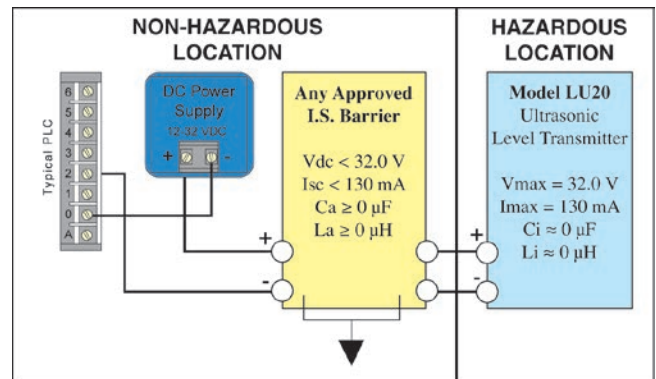 NON-HAZARDOUS
LOCATION
HAZARDOUS
LOCATION
Typical PLC
6
5
4
3
2
1
0
A
DC Power
Supply
12-32 VDC
+ -
Any Approved
I.S. Barrier
Vdc < 32.0 V
Isc < 130 mA
Ca ≥ 0 µF
La ≥ 0 µH
+
-
Model LU20
Ultrasonic
Level Transmitter
Vmax = 32.0 V
Imax = 130 mA
Ci ≈ 0 µF
Li ≈ 0 µH
+ +
- -